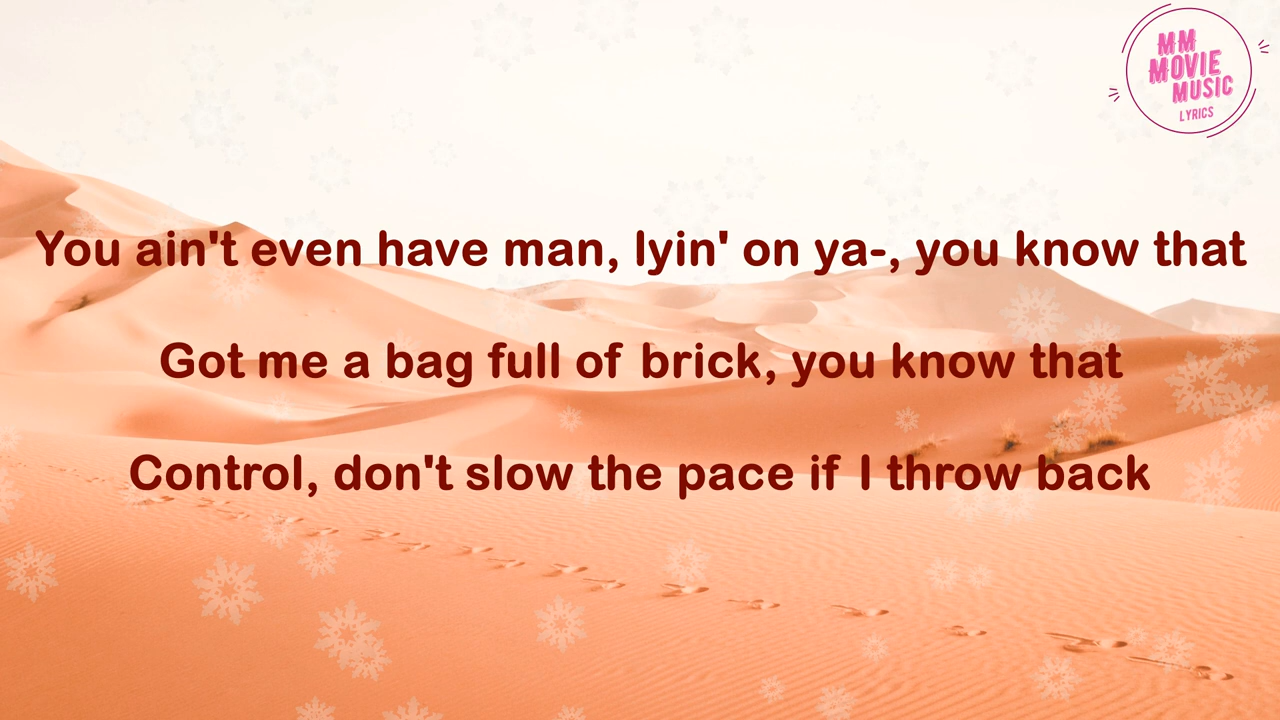 MM
MOVIE
MUSIC
LYRICS
You ain't even have man, lyin' on ya-, you know that
Got me a bag full of brick, you know that
Control, don't slow the pace if I throw back